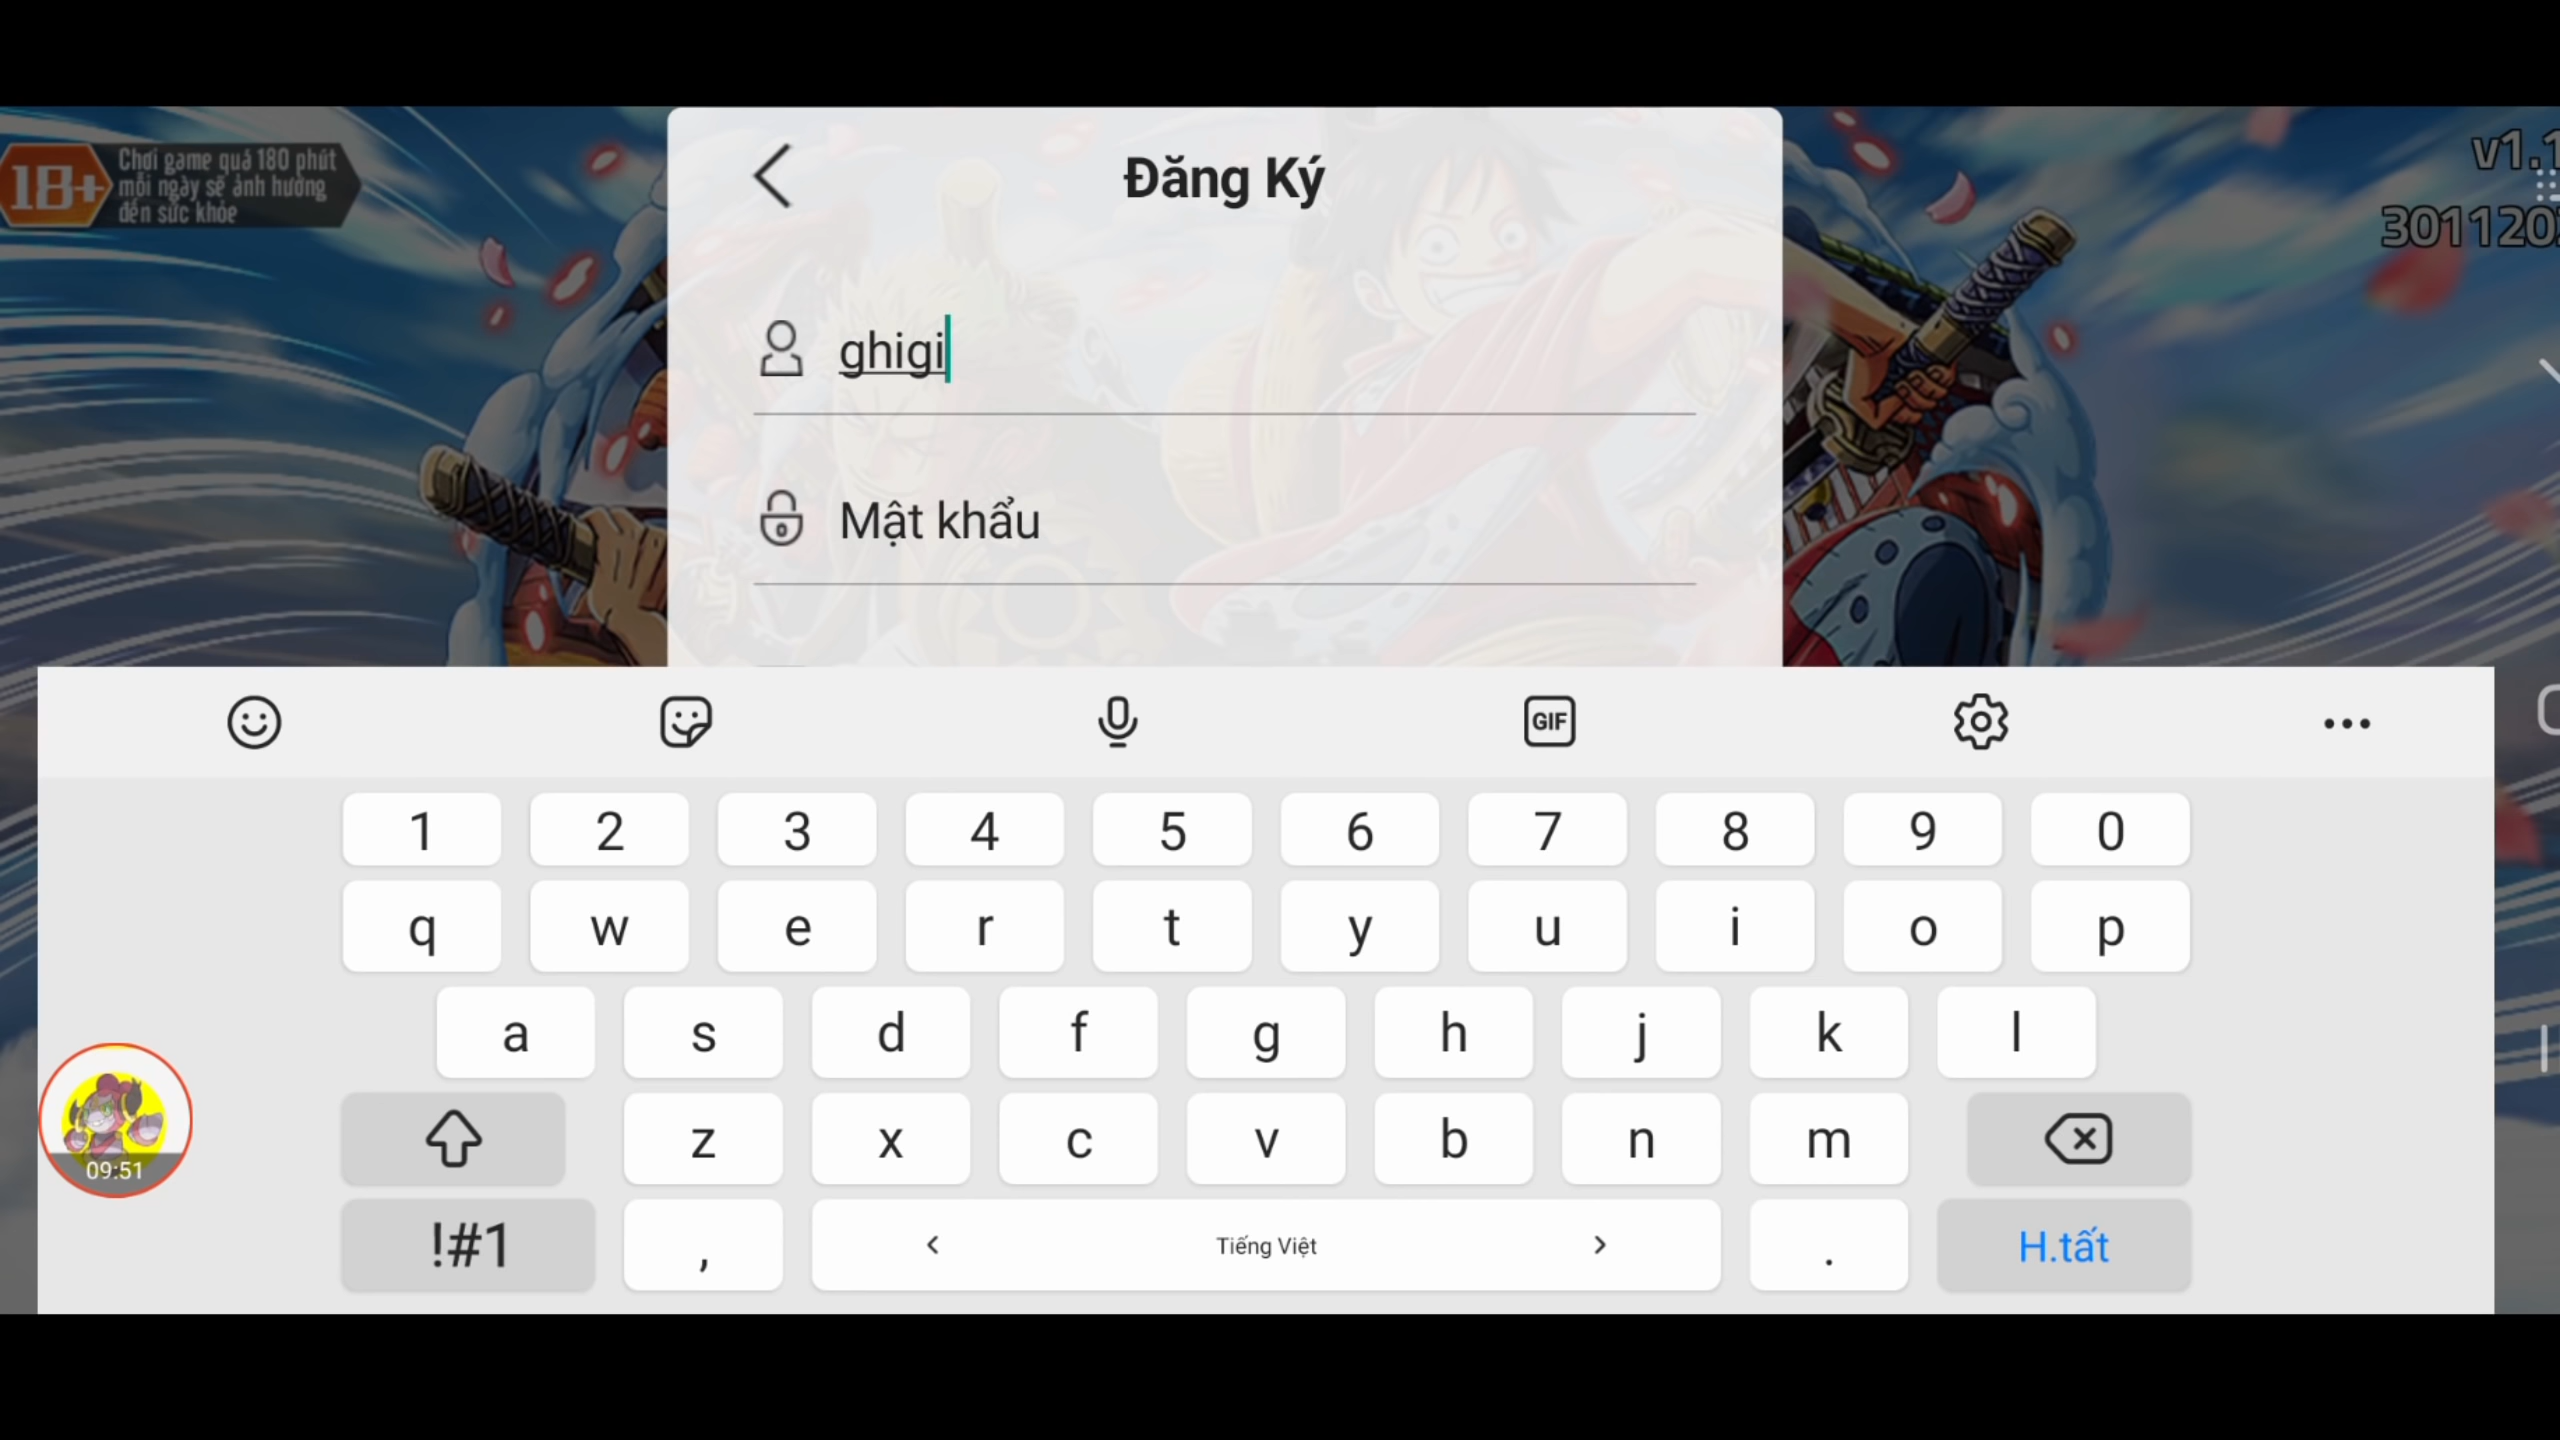 18+
Chơi game quá 180 phút
mỗi ngày sẽ ảnh hưởng
đến sức khỏe
v1.1
301120
Đăng Ký
ghigi
Mật khẩu
GIF
1 2 3 4 5 6 7 8 9 0
q w e r t y u i o p
a s d f g h j k l
z x c v b n m
09:51
!#1 , < Tiếng Việt > . H.tất